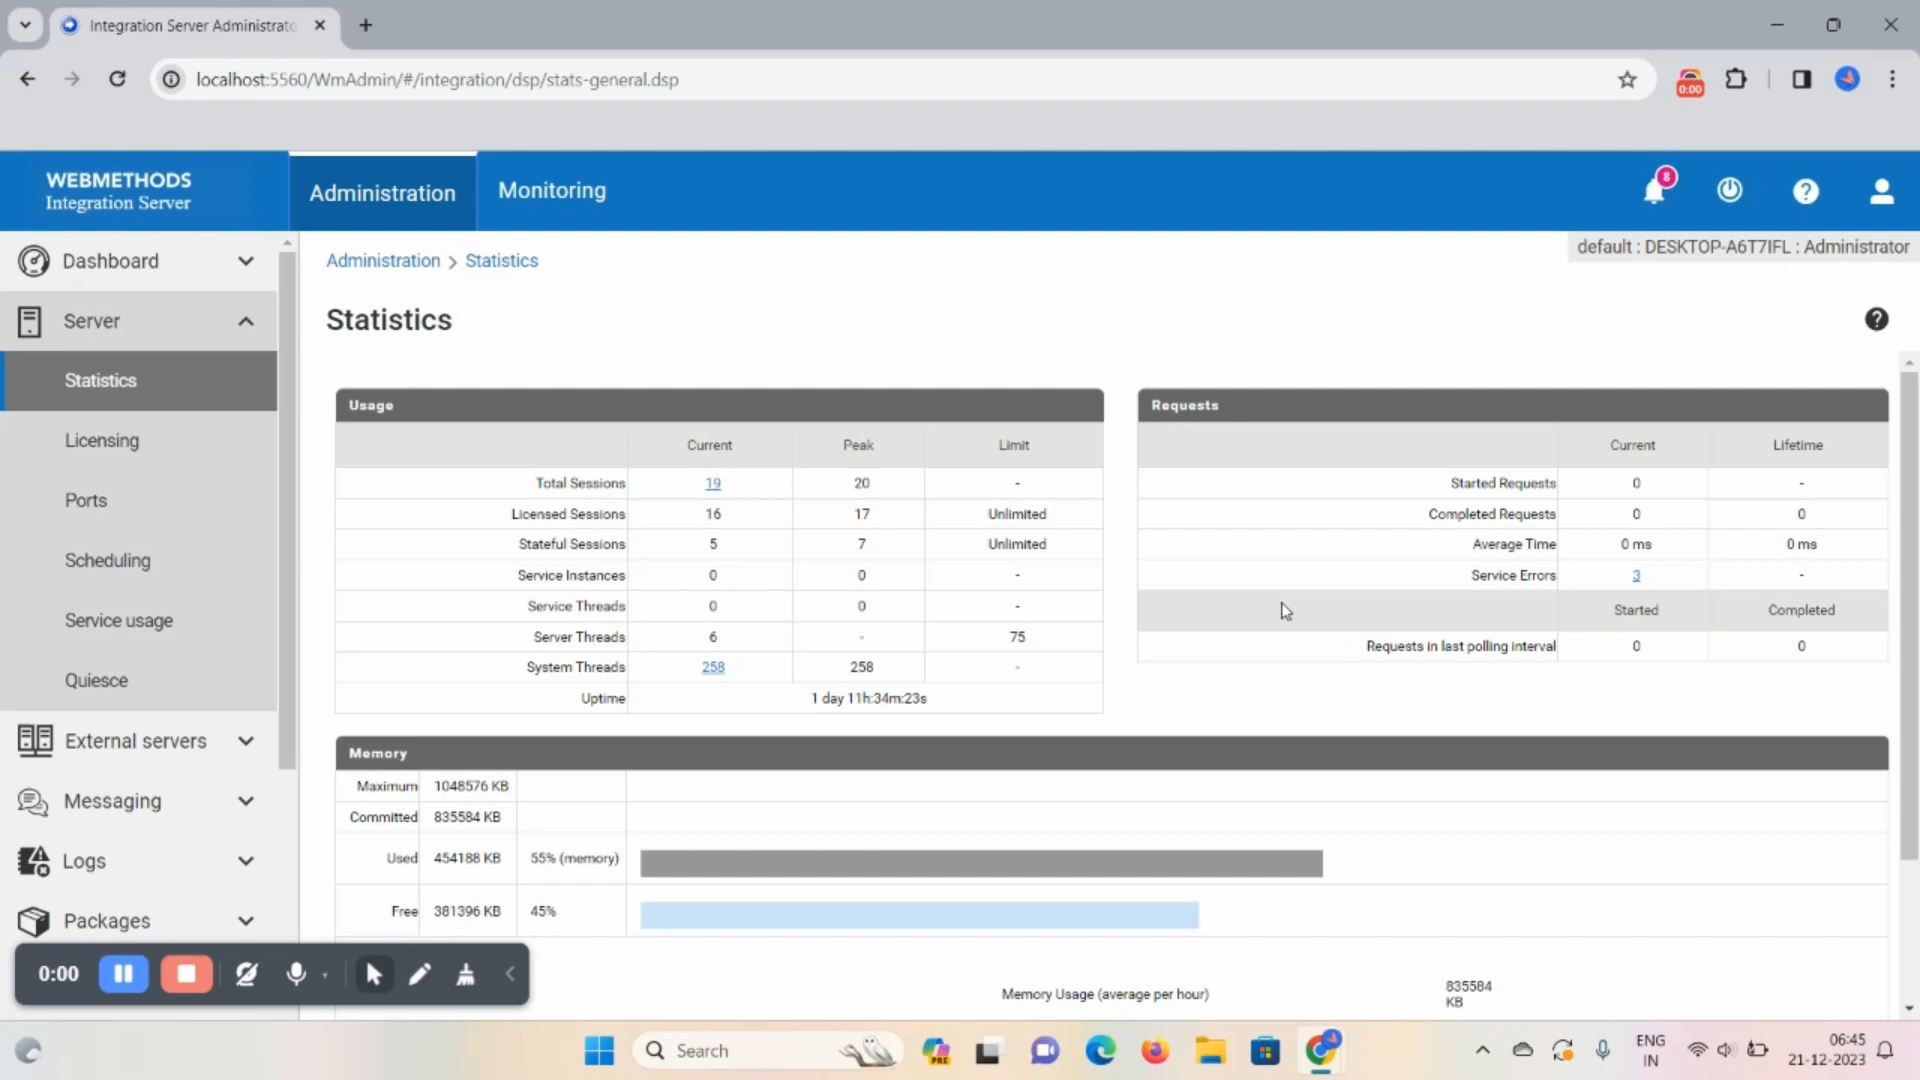 Integration Server Administrato
localhost:5560/WmAdmin/#/integration/dsp/stats-general.dsp
0:00
WEBMETHODS
Integration Server
Administration
Monitoring
8
default : DESKTOP-A6T7IFL : Administrator
Dashboard
Server
Statistics
Licensing
Ports
Scheduling
Service usage
Quiesce
External servers
Messaging
Logs
Packages
Administration > Statistics
Statistics
Usage
Current Peak Limit
Total Sessions 19 20 -
Licensed Sessions 16 17 Unlimited
Stateful Sessions 5 7 Unlimited
Service Instances 0 0 -
Service Threads 0 0 -
Server Threads 6 - 75
System Threads 258 258 -
Uptime 1 day 11h:34m:23s
Requests
Current Lifetime
Started Requests 0 -
Completed Requests 0 0
Average Time 0 ms 0 ms
Service Errors 3 -
Started Completed
Requests in last polling interval 0 0
Memory
Maximum 1048576 KB
Committed 835584 KB
Used 454188 KB 55% (memory)
Free 381396 KB 45%
Memory Usage (average per hour)
835584
KB
0:00
Search
PRE
ENG
IN
06:45
21-12-2023